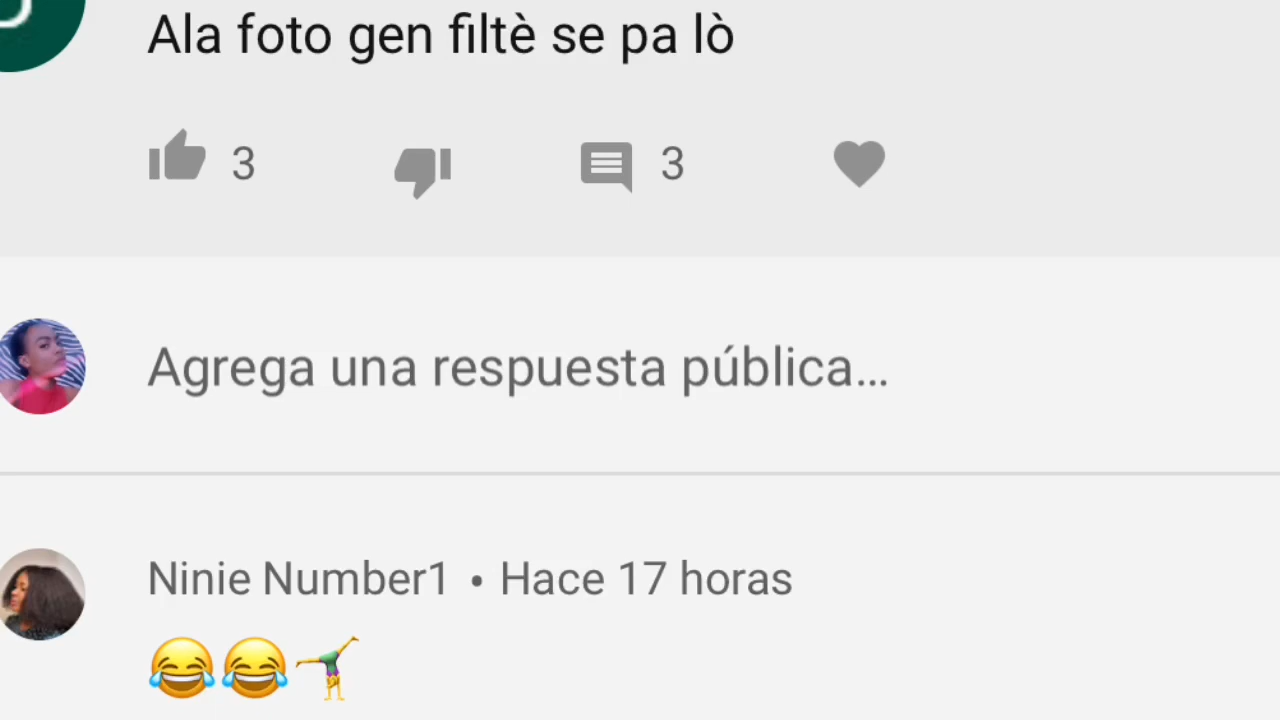 Ala foto gen filtè se pa lò
3
3
Agrega una respuesta pública...
Ninie Number1 • Hace 17 horas
😂😂🤸